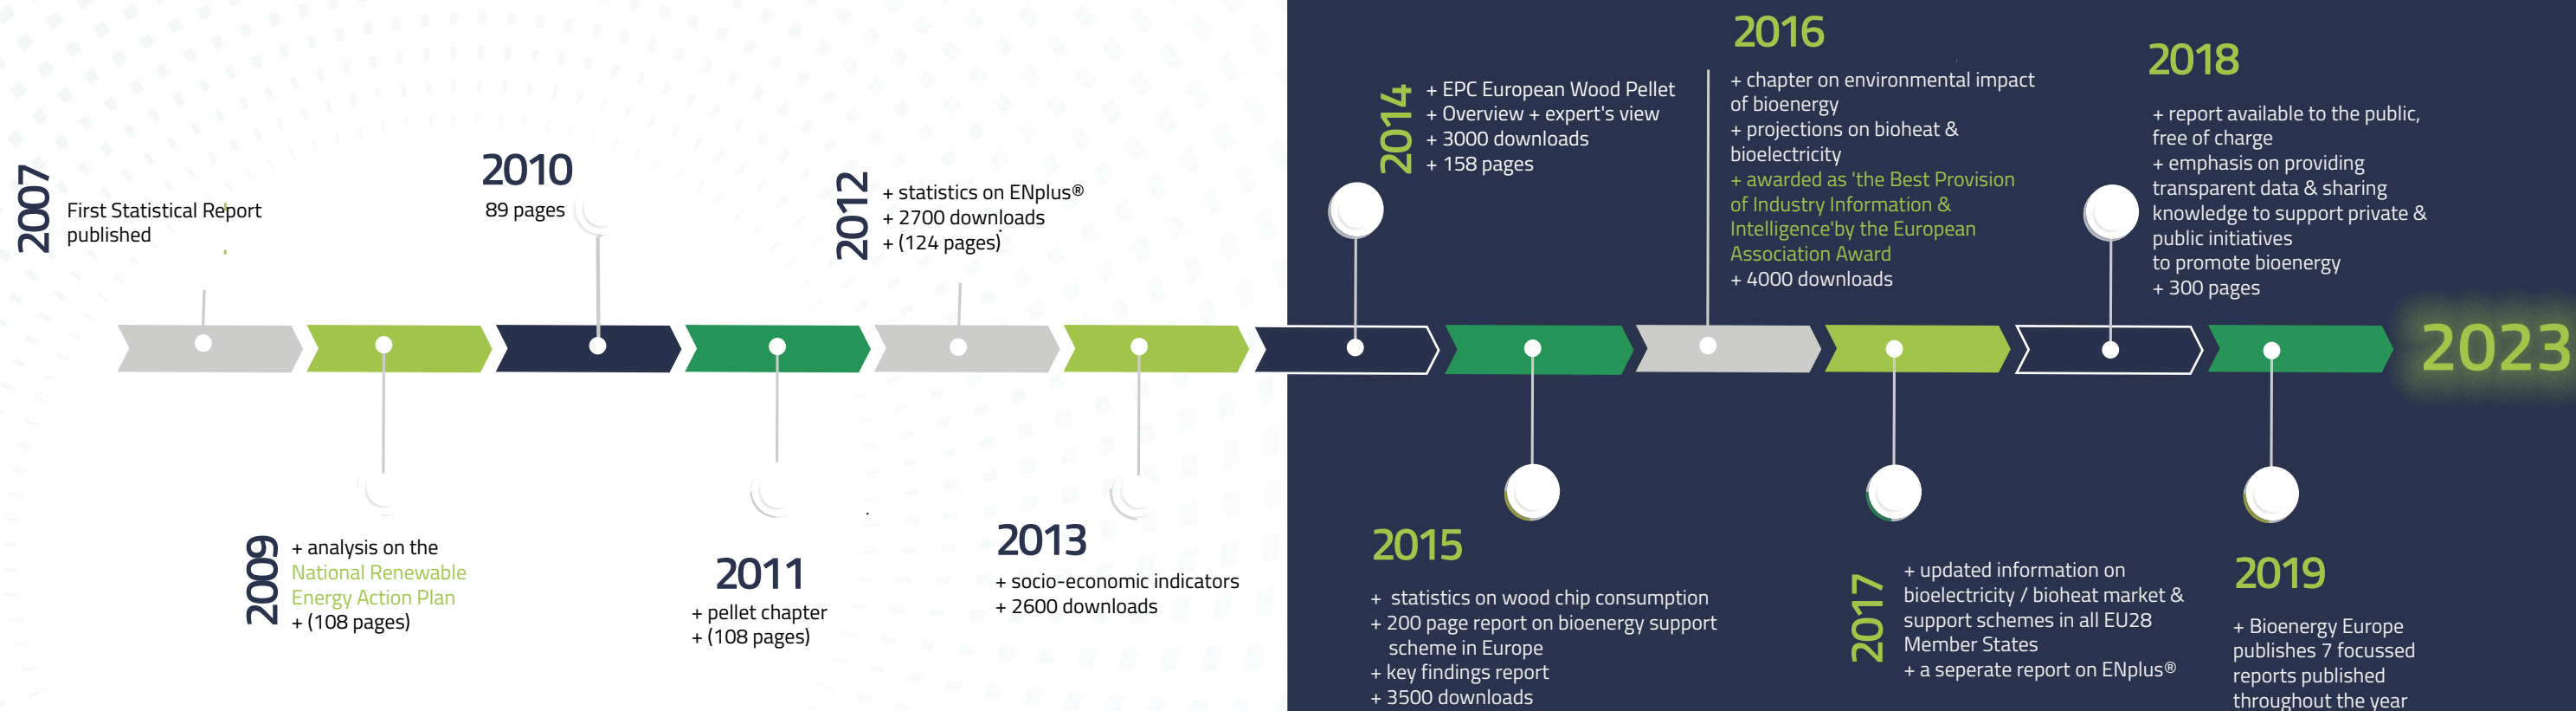 2007
First Statistical Report
published
2009
+ analysis on the
National Renewable
Energy Action Plan
+ (108 pages)
2010
89 pages
2011
+ pellet chapter
+ (108 pages)
2012
+ statistics on ENplus®
+ 2700 downloads
+ (124 pages)
2013
+ socio-economic indicators
+ 2600 downloads
2014
+ EPC European Wood Pellet
+ Overview + expert's view
+ 3000 downloads
+ 158 pages
2015
+ statistics on wood chip consumption
+ 200 page report on bioenergy support
scheme in Europe
+ key findings report
+ 3500 downloads
2016
+ chapter on environmental impact
of bioenergy
+ projections on bioheat &
bioelectricity
+ awarded as 'the Best Provision
of Industry Information &
Intelligence'by the European
Association Award
+ 4000 downloads
2017
+ updated information on
bioelectricity / bioheat market &
support schemes in all EU28
Member States
+ a seperate report on ENplus®
2018
+ report available to the public,
free of charge
+ emphasis on providing
transparent data & sharing
knowledge to support private &
public initiatives
to promote bioenergy
+ 300 pages
2019
+ Bioenergy Europe
publishes 7 focussed
reports published
throughout the year
2023